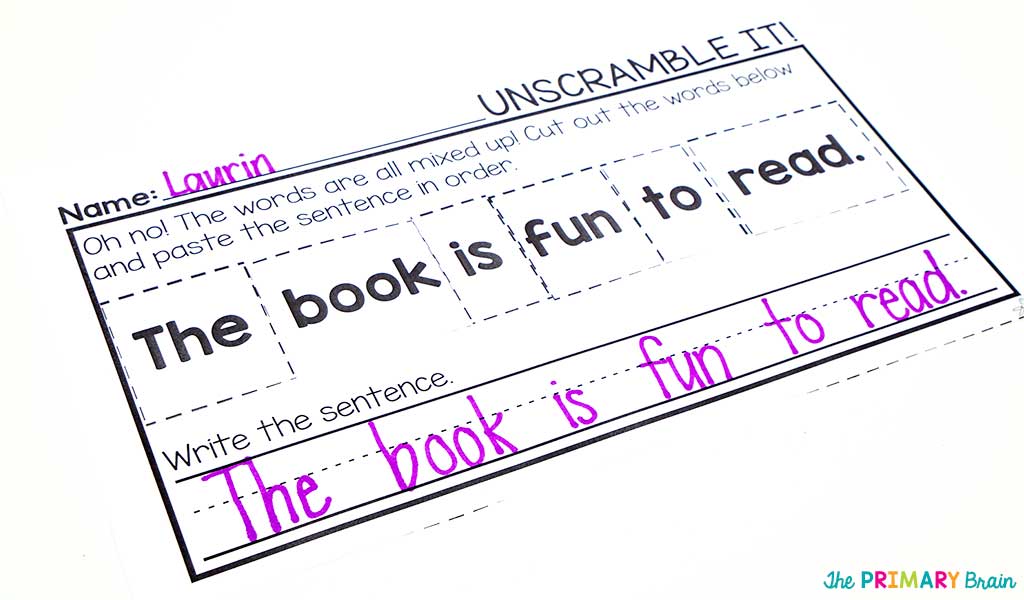 UNSCRAMBLE IT!
Name: Laurin
Oh no! The words are all mixed up! Cut out the words below
and paste the sentence in order.
The book is fun to read.
Write the sentence.
The book is fun to read.
The PRIMARY Brain